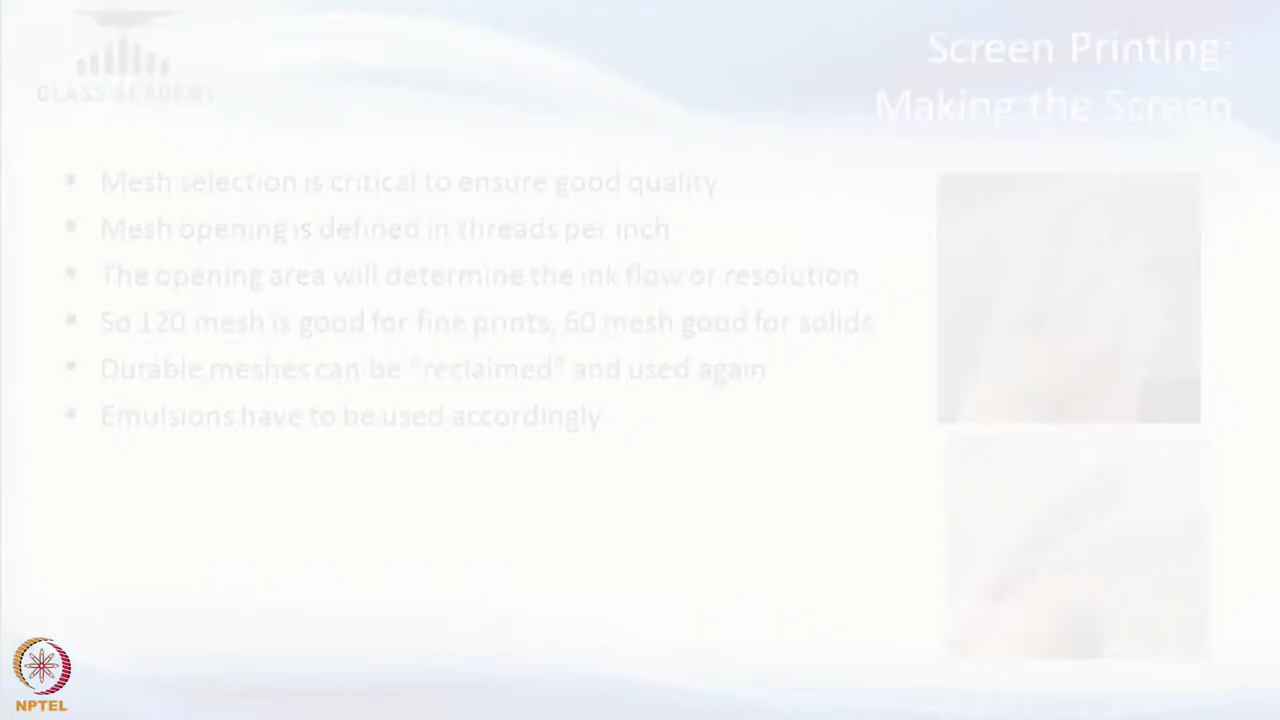 GLASS ACADEMY
Screen Printing:
Making the Screen
• Mesh selection is critical to ensure good quality
• Mesh opening is defined in threads per inch
• The opening area will determine the ink flow or resolution
• So 120 mesh is good for fine prints, 60 mesh good for solids
• Durable meshes can be “reclaimed” and used again
• Emulsions have to be used accordingly
NPTEL